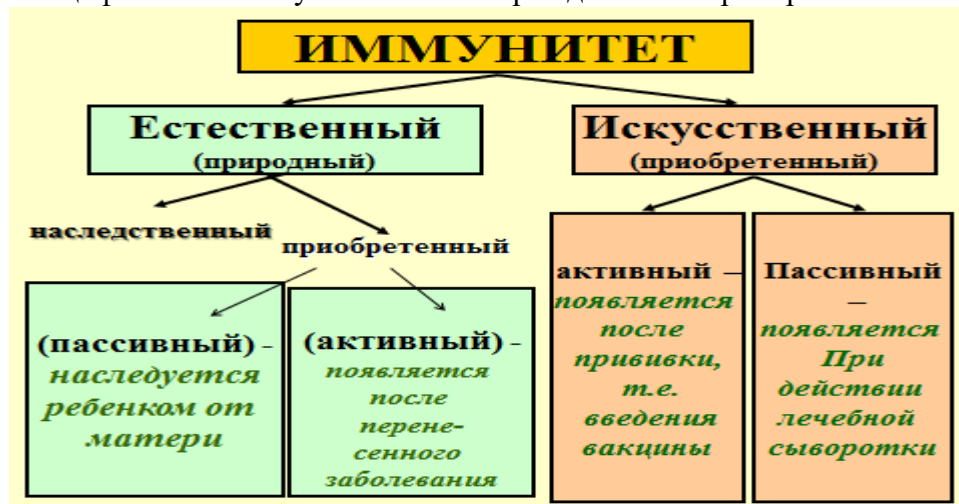 ИММУНИТЕТ
Естественный
(природный)
Искусственный
(приобретенный)
наследственный
приобретенный
(пассивный) -
наследуется
ребенком от
матери
(активный) -
появляется
после
перене-
сенного
заболевания
активный –
появляется
после
прививки,
т.е.
введения
вакцины
Пассивный
–
появляется
При
действии
лечебной
сыворотки